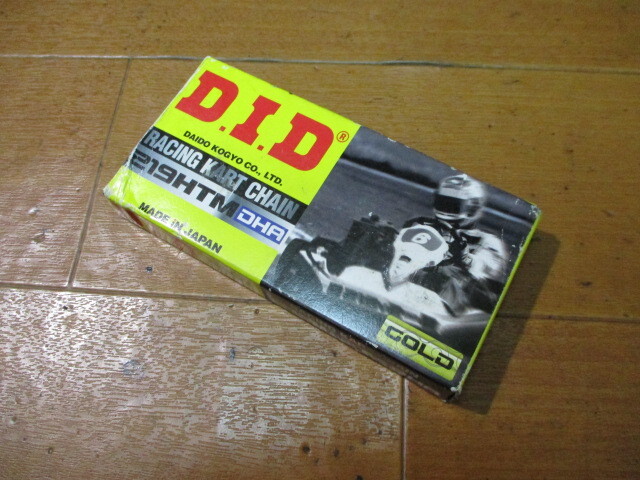 D.I.D®
DAIDO KOGYO CO., LTD.
RACING KART CHAIN
219HTM DHA
MADE IN JAPAN
6
GOLD